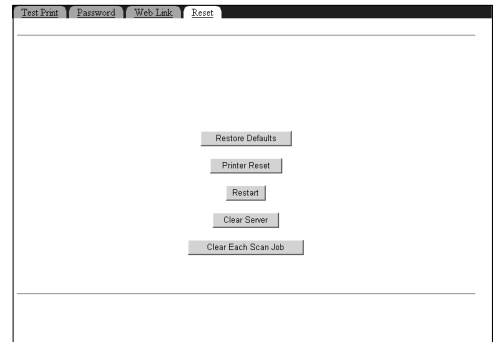 Test Print Password Web Link Reset
Restore Defaults
Printer Reset
Restart
Clear Server
Clear Each Scan Job